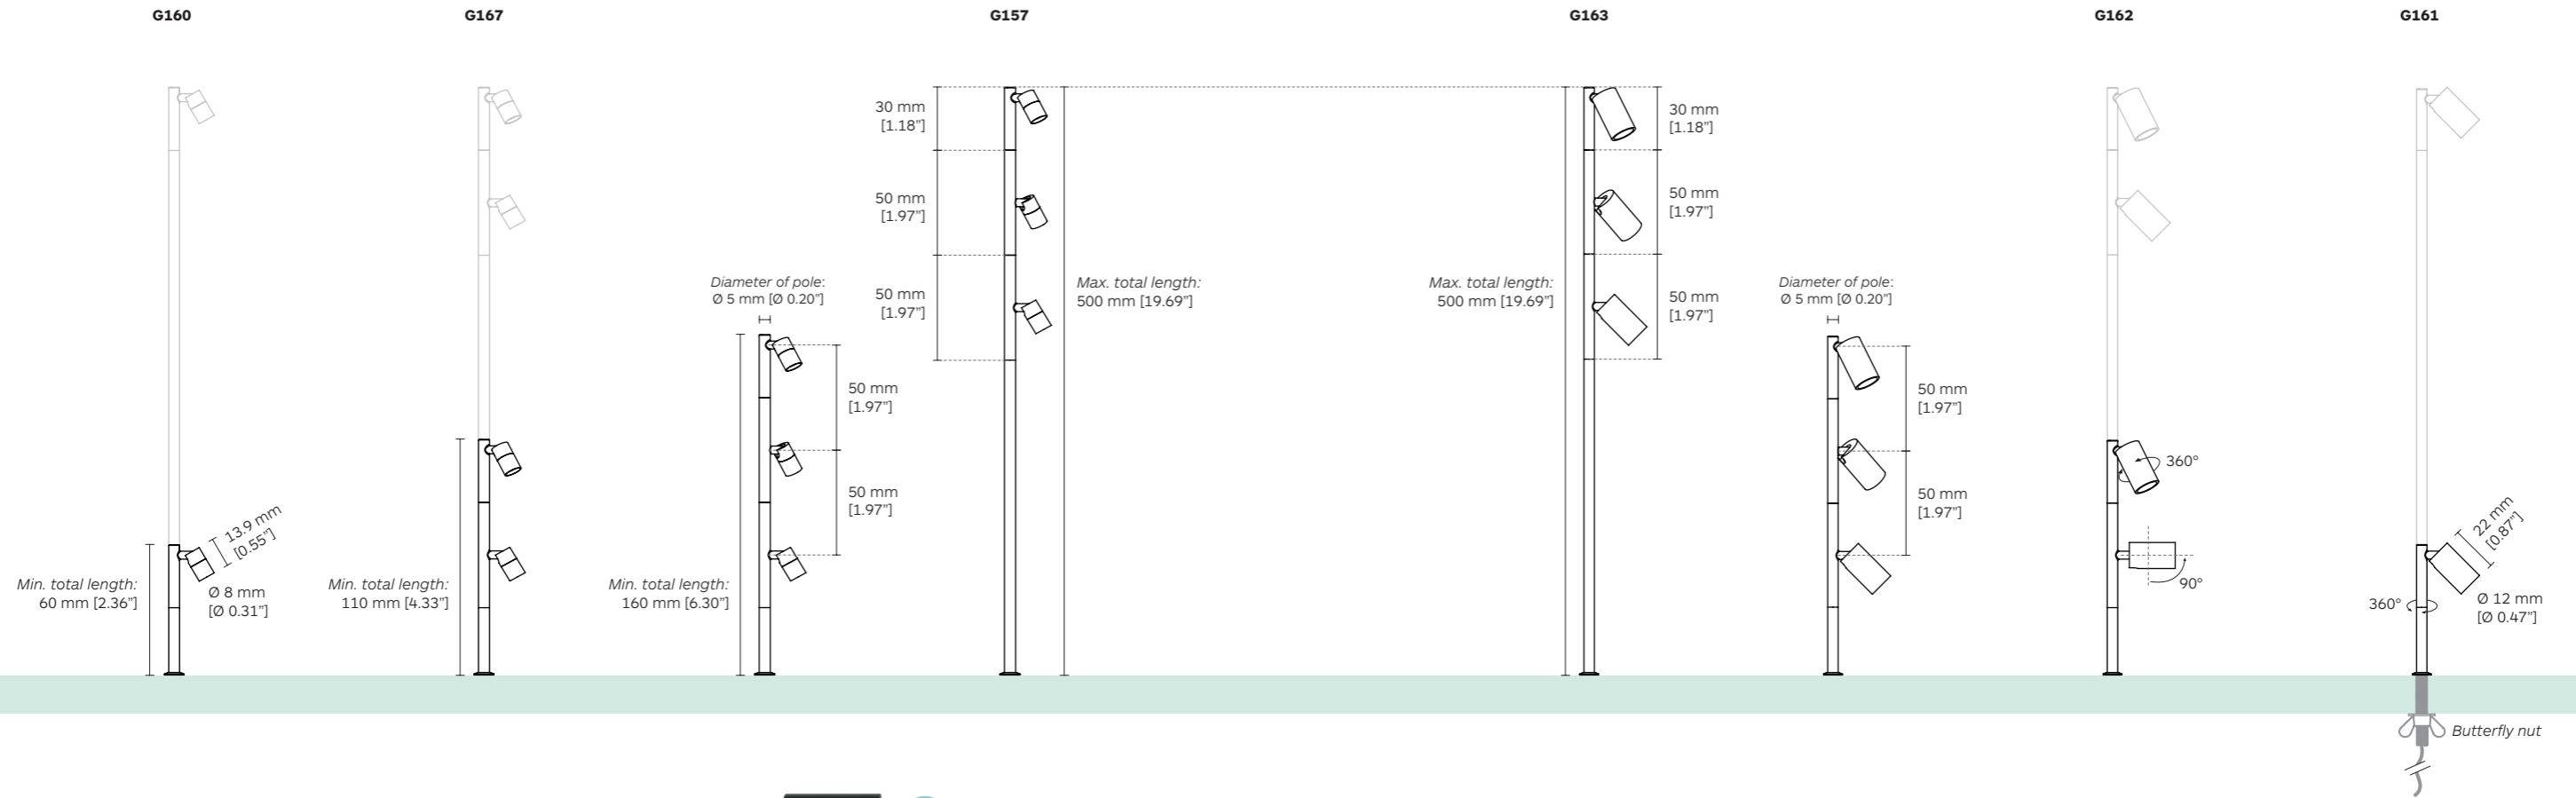 G160
G167
G157
G163
G162
G161
30 mm
[1.18”]
50 mm
[1.97”]
50 mm
[1.97”]
Max. total length:
500 mm [19.69”]
Max. total length:
500 mm [19.69”]
30 mm
[1.18”]
50 mm
[1.97”]
50 mm
[1.97”]
Diameter of pole:
Ø 5 mm [Ø 0.20”]
50 mm
[1.97”]
50 mm
[1.97”]
Diameter of pole:
Ø 5 mm [Ø 0.20”]
50 mm
[1.97”]
50 mm
[1.97”]
360°
90°
13.9 mm
[0.55”]
Ø 8 mm
[Ø 0.31”]
Min. total length:
60 mm [2.36”]
Min. total length:
110 mm [4.33”]
Min. total length:
160 mm [6.30”]
22 mm
[0.87”]
360°
Ø 12 mm
[Ø 0.47”]
Butterfly nut